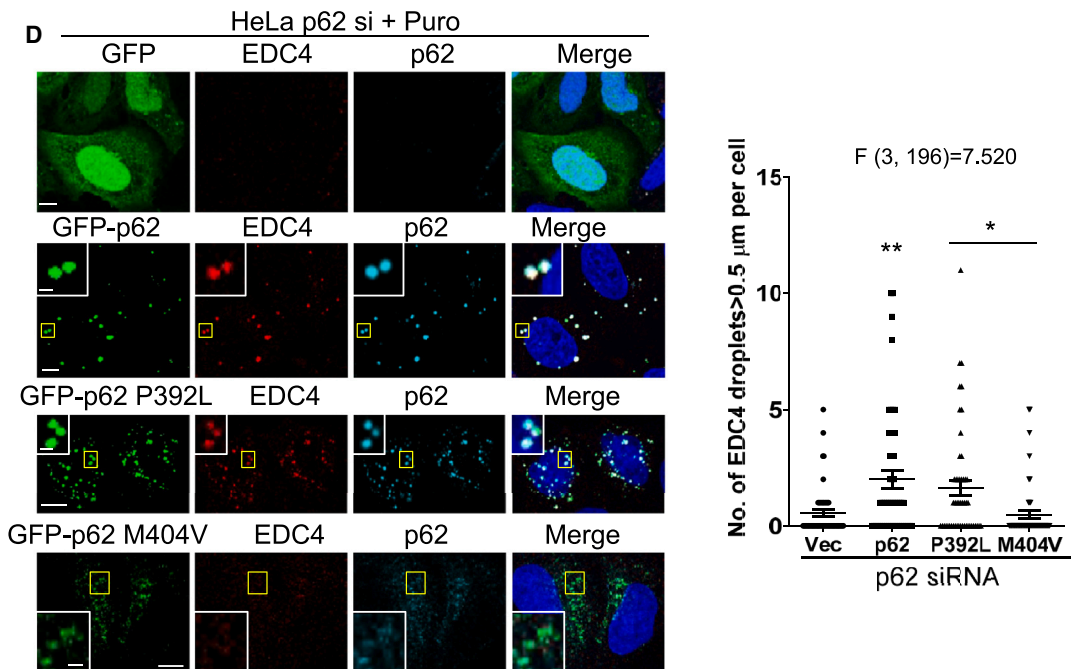 D
HeLa p62 si + Puro
GFP EDC4 p62 Merge
GFP-p62 EDC4 p62 Merge
GFP-p62 P392L EDC4 p62 Merge
GFP-p62 M404V EDC4 p62 Merge
F (3, 196)=7.520
No. of EDC4 droplets>0.5 μm per cell
15
10
5
0
**
*
Vec p62 P392L M404V
p62 siRNA